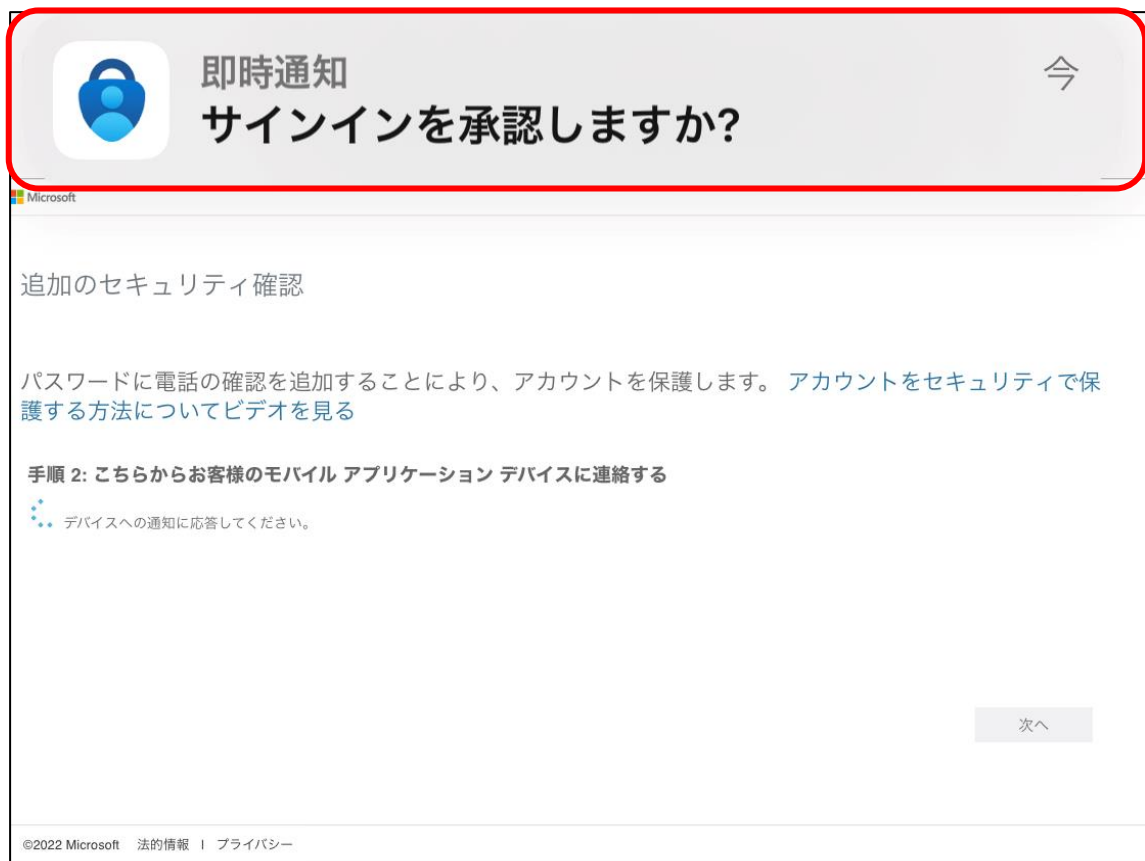 即時通知
今
サインインを承認しますか?
Microsoft
追加のセキュリティ確認
パスワードに電話の確認を追加することにより、アカウントを保護します。 アカウントをセキュリティで保
護する方法についてビデオを見る
手順 2: こちらからお客様のモバイル アプリケーション デバイスに連絡する
デバイスへの通知に応答してください。
次へ
©2022 Microsoft 法的情報 | プライバシー